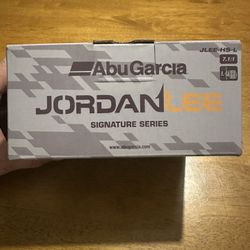 JLEE-HS-L
7.1:1
AbuGarcia
JORDANLEE
SIGNATURE SERIES
www.abugarcia.com